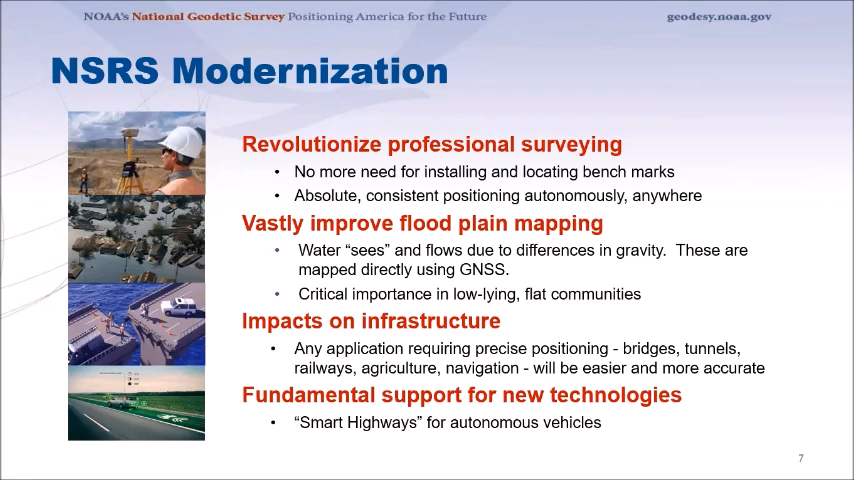 NOAA's National Geodetic Survey Positioning America for the Future
geodesy.noaa.gov
NSRS Modernization
Revolutionize professional surveying
• No more need for installing and locating bench marks
• Absolute, consistent positioning autonomously, anywhere
Vastly improve flood plain mapping
• Water “sees” and flows due to differences in gravity. These are
mapped directly using GNSS.
• Critical importance in low-lying, flat communities
Impacts on infrastructure
• Any application requiring precise positioning - bridges, tunnels,
railways, agriculture, navigation - will be easier and more accurate
Fundamental support for new technologies
• “Smart Highways” for autonomous vehicles
7